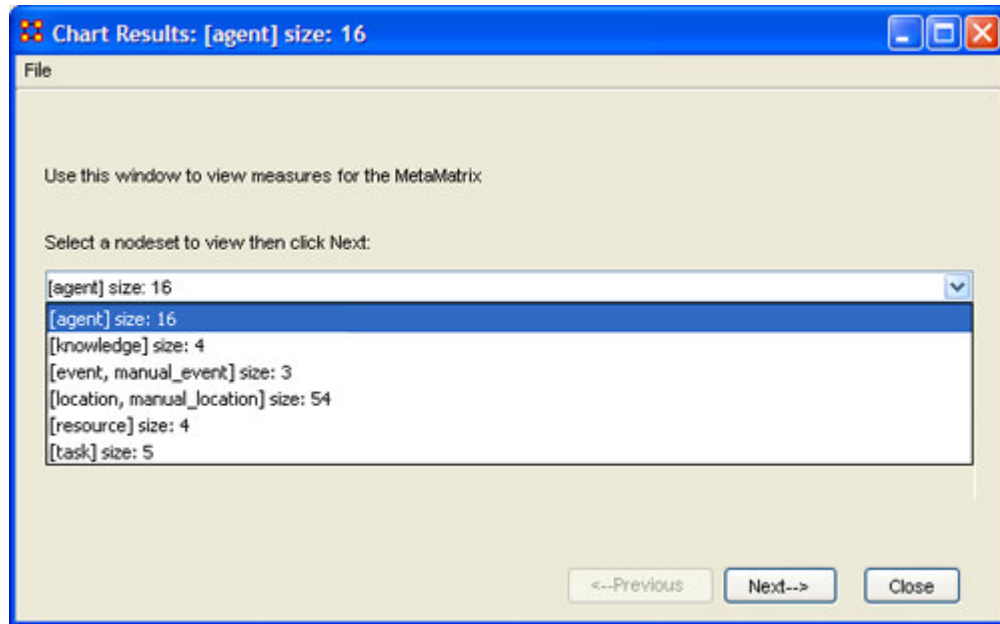 Chart Results: [agent] size: 16
File
Use this window to view measures for the MetaMatrix
Select a nodeset to view then click Next:
[agent] size: 16
[agent] size: 16
[knowledge] size: 4
[event, manual_event] size: 3
[location, manual_location] size: 54
[resource] size: 4
[task] size: 5
<--Previous Next--> Close